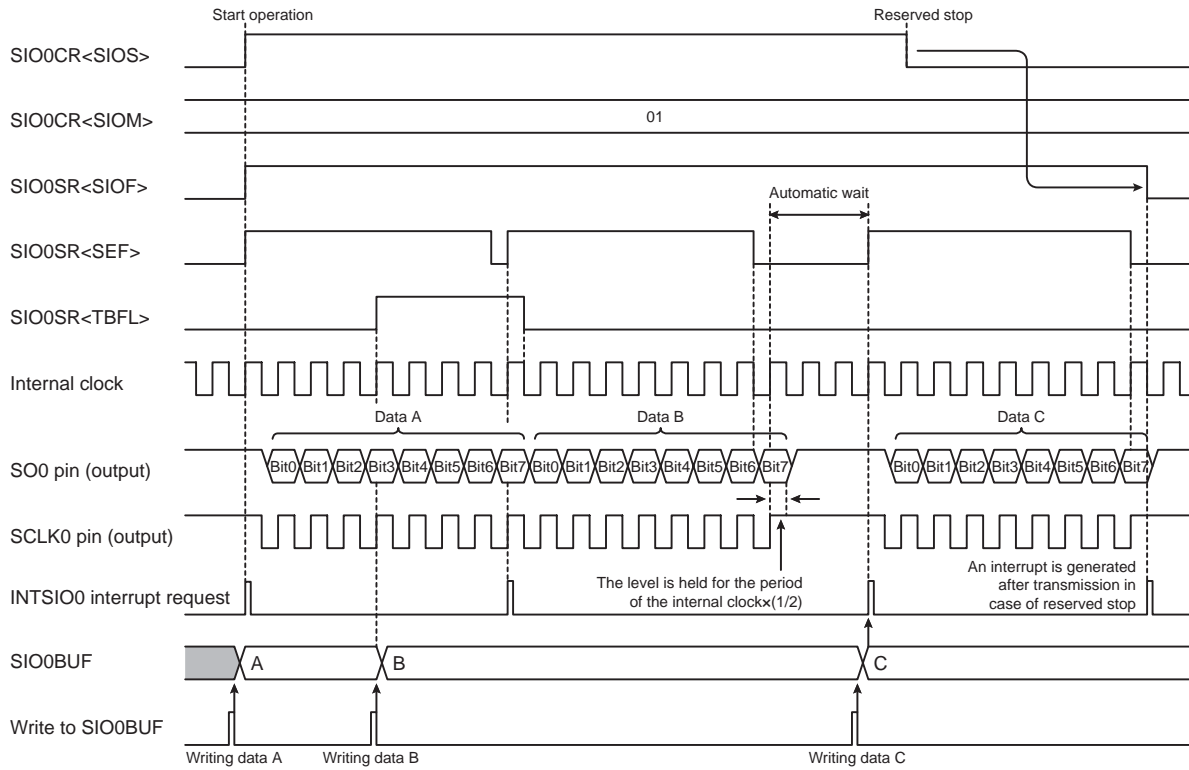 Start operation
Reserved stop
SIO0CR<SIOS>
SIO0CR<SIOM>
01
SIO0SR<SIOF>
Automatic wait
SIO0SR<SEF>
SIO0SR<TBFL>
Internal clock
Data A
Data B
Data C
SO0 pin (output)
Bit0 Bit1 Bit2 Bit3 Bit4 Bit5 Bit6 Bit7 Bit0 Bit1 Bit2 Bit3 Bit4 Bit5 Bit6 Bit7 Bit0 Bit1 Bit2 Bit3 Bit4 Bit5 Bit6 Bit7
SCLK0 pin (output)
The level is held for the period
of the internal clock×(1/2)
An interrupt is generated
after transmission in
case of reserved stop
INTSIO0 interrupt request
SIO0BUF
A
B
C
Write to SIO0BUF
Writing data A
Writing data B
Writing data C